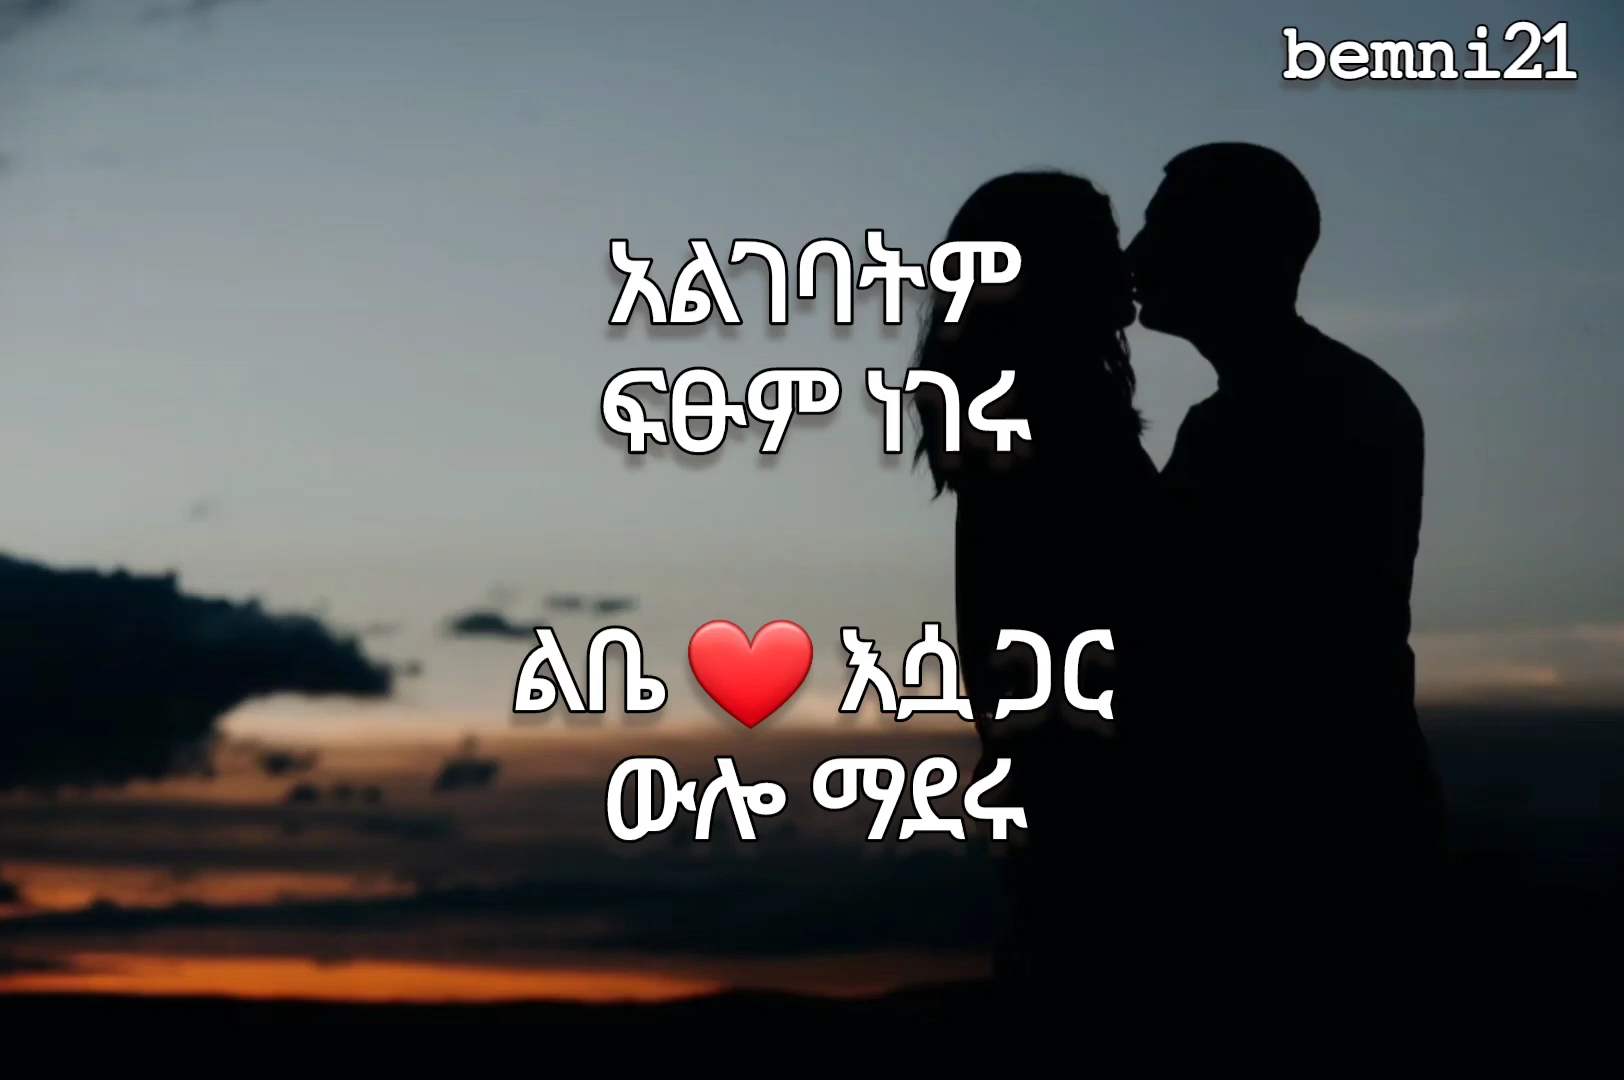 bemni21
አልገባትም
ፍፁም ነገሩ
ልቤ ❤️ እሷ ጋር
ውሎ ማደሩ